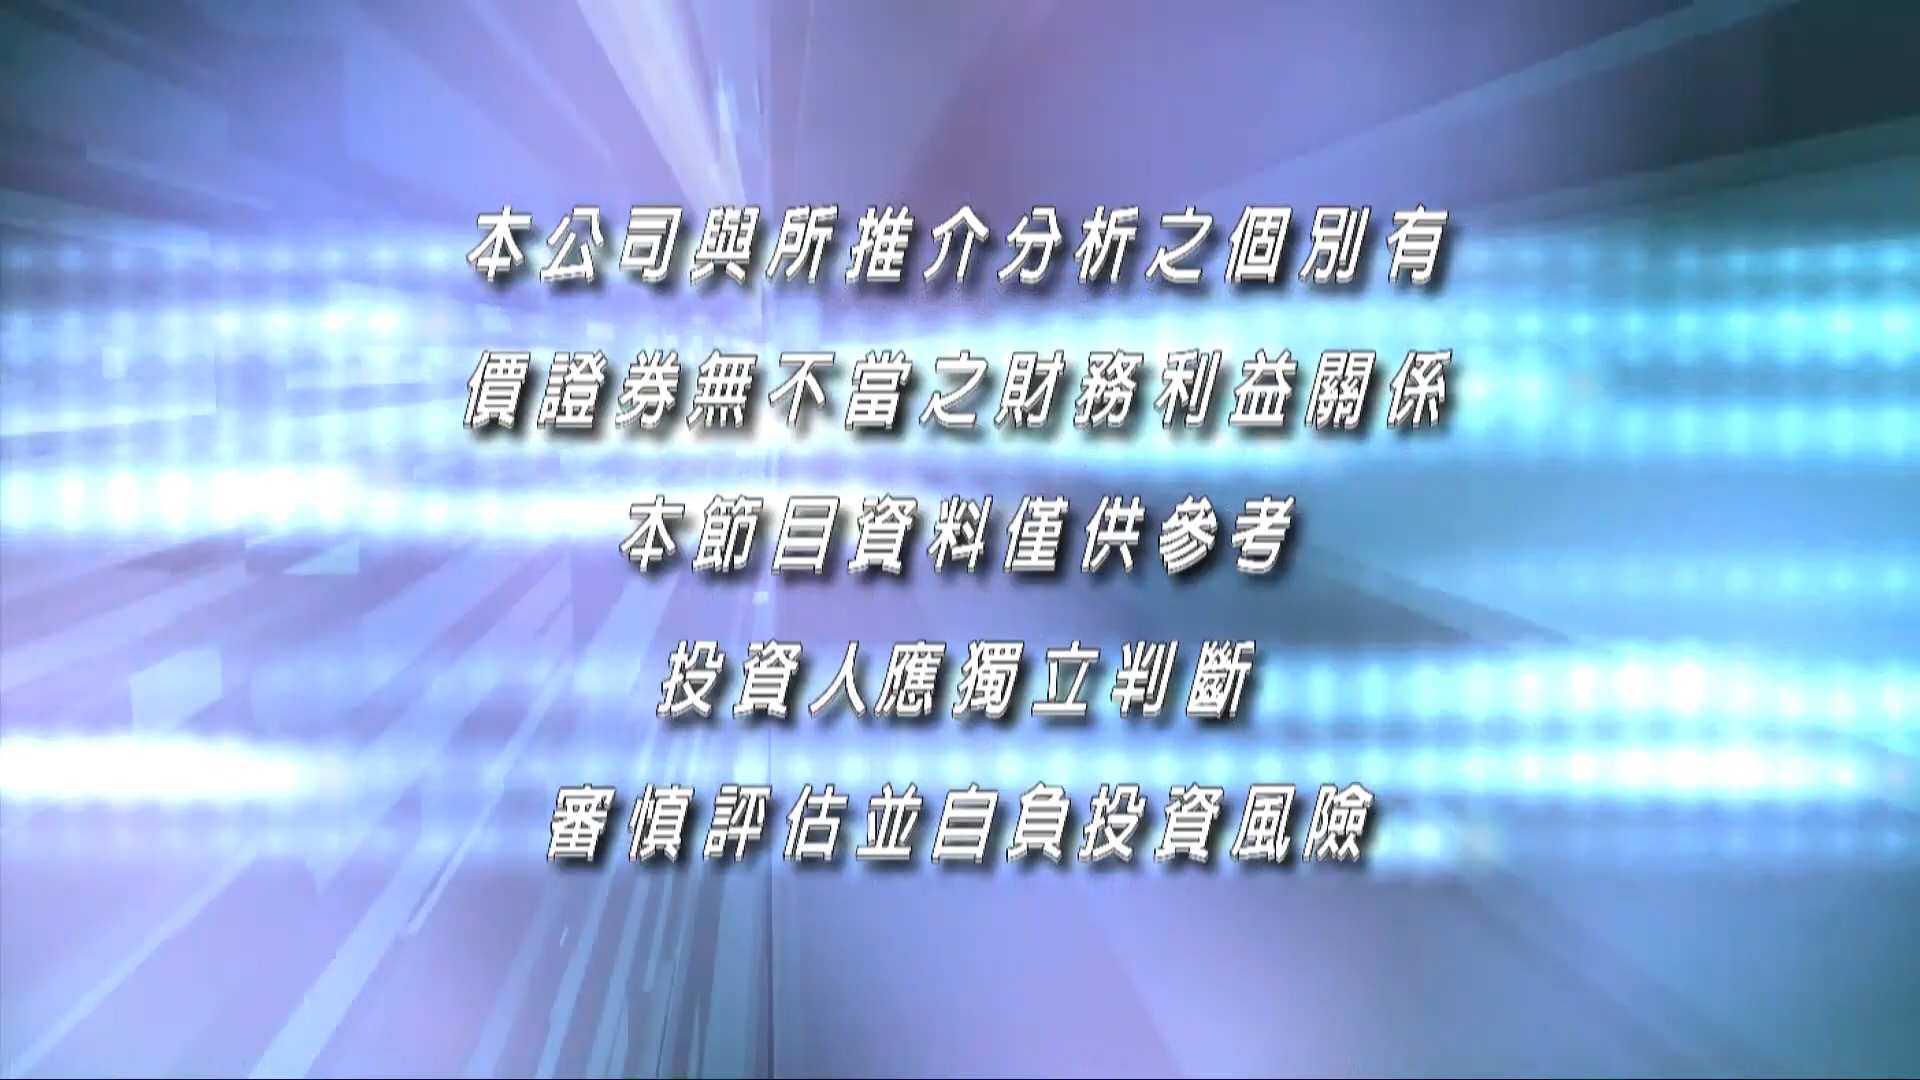 本公司與所推介分析之個別有
價證券無不當之財務利益關係
本節目資料僅供參考
投資人應獨立判斷
審慎評估並自負投資風險